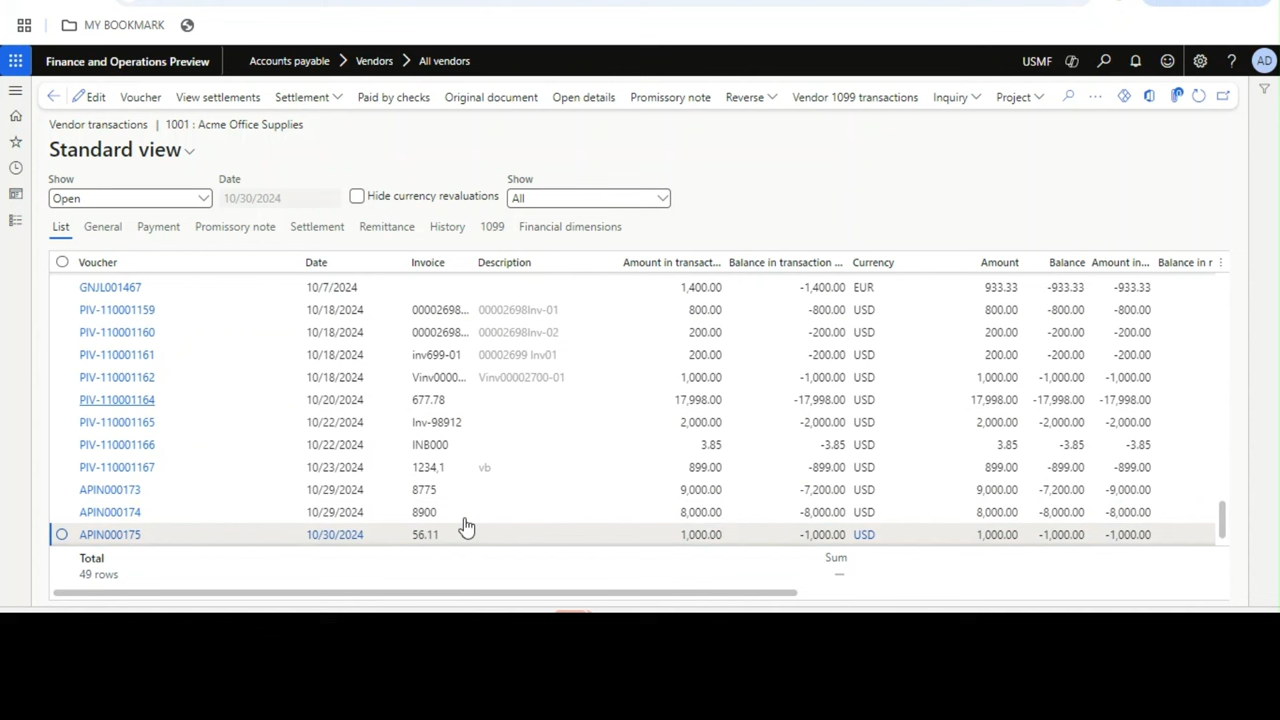 MY BOOKMARK
Finance and Operations Preview Accounts payable Vendors All vendors USMF ? AD
Edit Voucher View settlements Settlement Paid by checks Original document Open details Promissory note Reverse Vendor 1099 transactions Inquiry Project ...
Vendor transactions | 1001 : Acme Office Supplies
Standard view
Show Date Show
Open 10/30/2024 Hide currency revaluations All
List General Payment Promissory note Settlement Remittance History 1099 Financial dimensions
Voucher Date Invoice Description Amount in transact... Balance in transaction ... Currency Amount Balance Amount in... Balance in r
GNJL001467 10/7/2024 1,400.00 -1,400.00 EUR 933.33 -933.33 -933.33
PIV-110001159 10/18/2024 00002698... 00002698Inv-01 800.00 -800.00 USD 800.00 -800.00 -800.00
PIV-110001160 10/18/2024 00002698... 00002698Inv-02 200.00 -200.00 USD 200.00 -200.00 -200.00
PIV-110001161 10/18/2024 inv699-01 00002699 Inv01 200.00 -200.00 USD 200.00 -200.00 -200.00
PIV-110001162 10/18/2024 Vinv0000... Vinv00002700-01 1,000.00 -1,000.00 USD 1,000.00 -1,000.00 -1,000.00
PIV-110001164 10/20/2024 677.78 17,998.00 -17,998.00 USD 17,998.00 -17,998.00 -17,998.00
PIV-110001165 10/22/2024 Inv-98912 2,000.00 -2,000.00 USD 2,000.00 -2,000.00 -2,000.00
PIV-110001166 10/22/2024 INB000 3.85 -3.85 USD 3.85 -3.85 -3.85
PIV-110001167 10/23/2024 1234,1 vb 899.00 -899.00 USD 899.00 -899.00 -899.00
APIN000173 10/29/2024 8775 9,000.00 -7,200.00 USD 9,000.00 -7,200.00 -9,000.00
APIN000174 10/29/2024 8900 8,000.00 -8,000.00 USD 8,000.00 -8,000.00 -8,000.00
APIN000175 10/30/2024 56.11 1,000.00 -1,000.00 USD 1,000.00 -1,000.00 -1,000.00
Total Sum
49 rows —